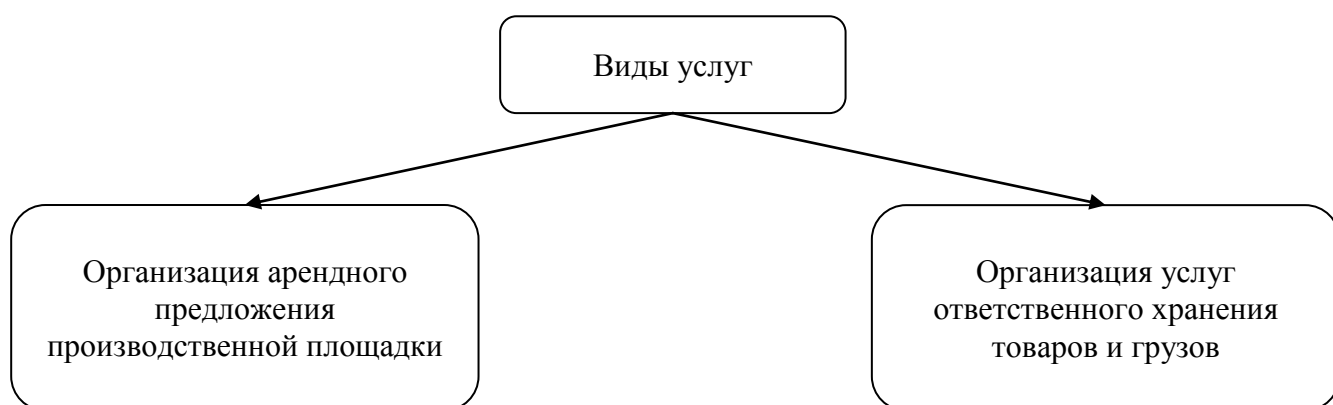 Виды услуг
Организация арендного
предложения
производственной площадки
Организация услуг
ответственного хранения
товаров и грузов